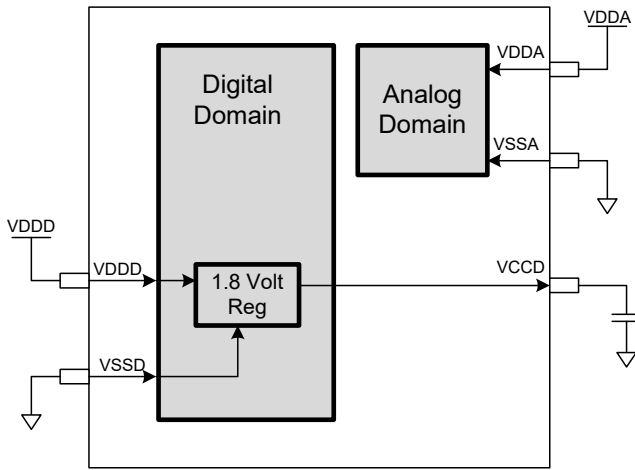 VDDA
Digital
Domain
VDDA
Analog
Domain
VSSA
VDDD
VDDD
1.8 Volt
Reg
VCCD
VSSD